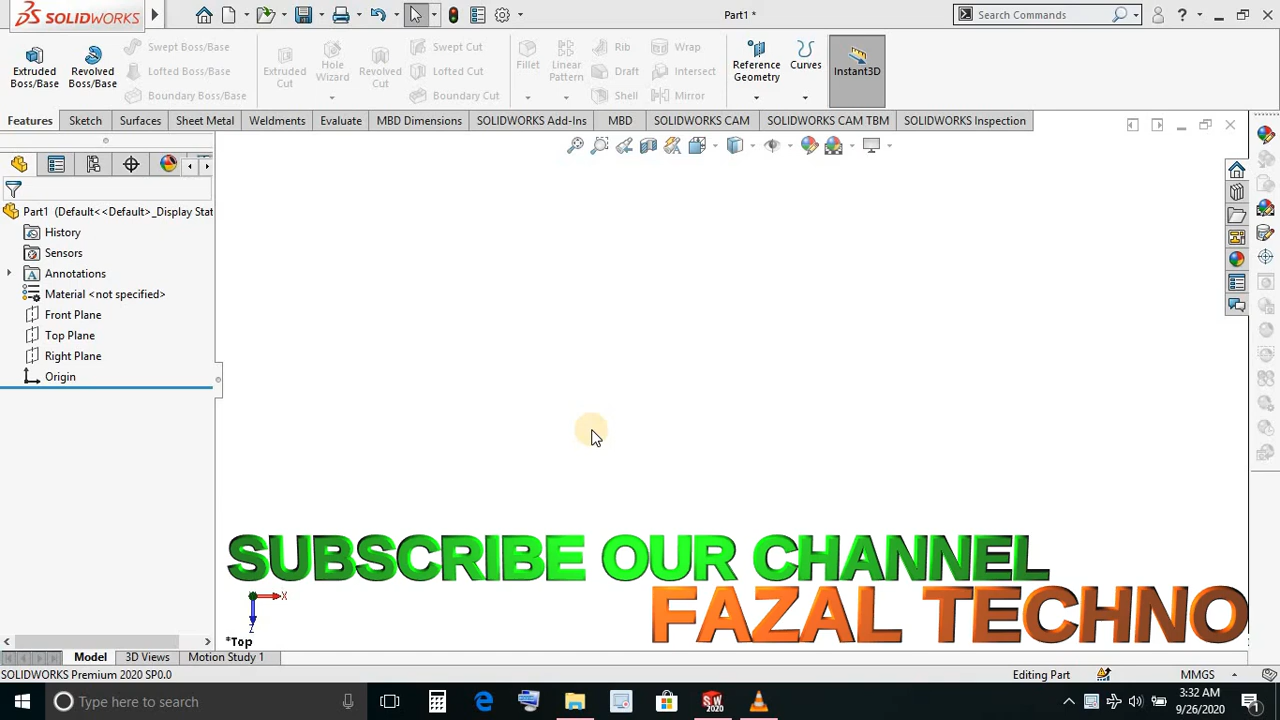 SOLIDWORKS
Part1 *
Search Commands
Extruded Boss/Base
Revolved Boss/Base
Swept Boss/Base
Lofted Boss/Base
Boundary Boss/Base
Extruded Cut
Hole Wizard
Revolved Cut
Swept Cut
Lofted Cut
Boundary Cut
Fillet
Linear Pattern
Rib
Draft
Shell
Wrap
Intersect
Mirror
Reference Geometry
Curves
Instant3D
Features Sketch Surfaces Sheet Metal Weldments Evaluate MBD Dimensions SOLIDWORKS Add-Ins MBD SOLIDWORKS CAM SOLIDWORKS CAM TBM SOLIDWORKS Inspection
Part1 (Default<<Default>_Display Stat
History
Sensors
Annotations
Material <not specified>
Front Plane
Top Plane
Right Plane
Origin
SUBSCRIBE OUR CHANNEL
FAZAL TECHNO
X
Z
*Top
Model 3D Views Motion Study 1
SOLIDWORKS Premium 2020 SP0.0
Editing Part
MMGS
Type here to search
SW
2020
3:32 AM
9/26/2020
1